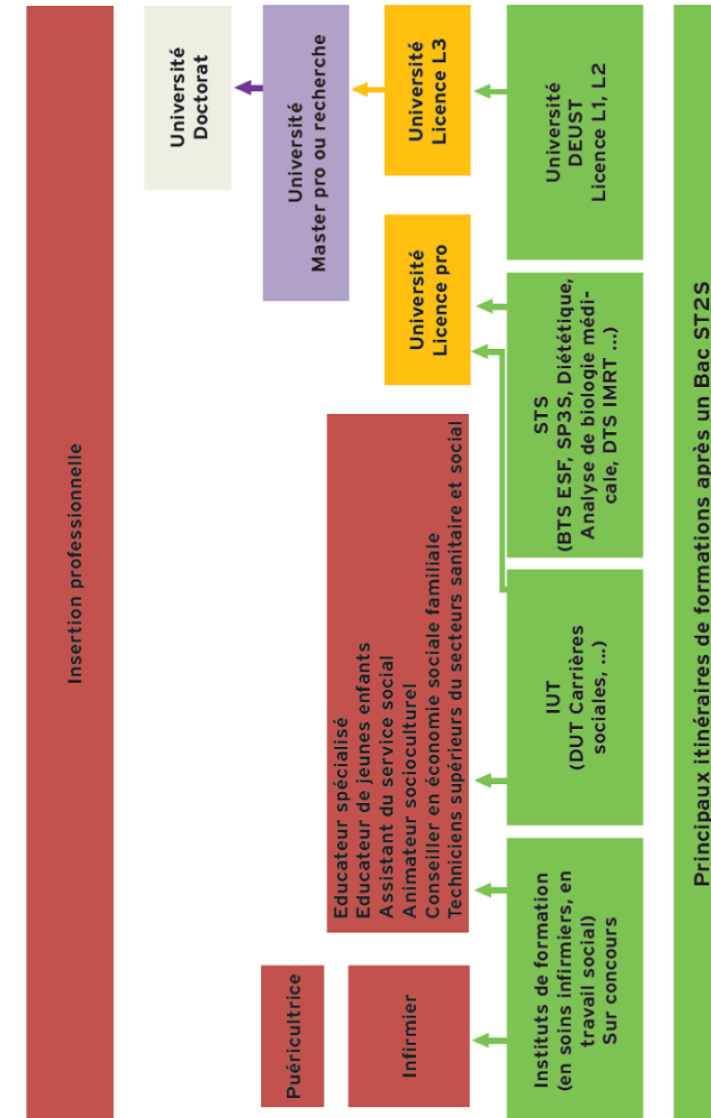 Insertion professionnelle
Université
Doctorat
Université
Master pro ou recherche
Puéricultrice
Infirmier
Educateur spécialisé
Educateur de jeunes enfants
Assistant du service social
Animateur socioculturel
Conseiller en économie sociale familiale
Techniciens supérieurs du secteurs sanitaire et social
Université
Licence pro
Université
Licence L3
Instituts de formation
(en soins infirmiers, en
travail social)
Sur concours
IUT
(DUT Carrières
sociales, ...)
STS
(BTS ESF, SP3S, Diététique,
Analyse de biologie médi-
cale, DTS IMRT ...)
Université
DEUST
Licence L1, L2
Principaux itinéraires de formations après un Bac ST2S